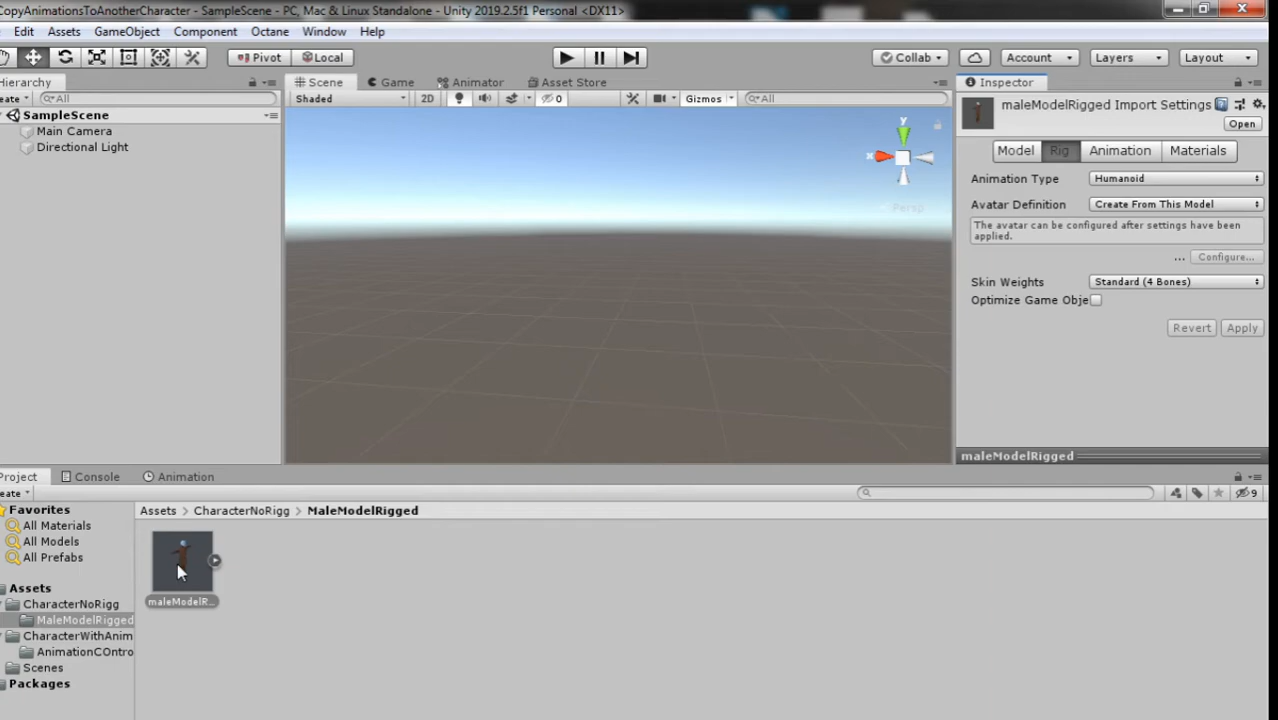 CopyAnimationsToAnotherCharacter - SampleScene - PC, Mac & Linux Standalone - Unity 2019.2.5f1 Personal <DX11>
Edit Assets GameObject Component Octane Window Help
Pivot Local Collab Account Layers Layout
Hierarchy
eate All
SampleScene
Main Camera
Directional Light
Scene Game Animator Asset Store
Shaded 2D 0 Gizmos All
y
x
Persp
Inspector
maleModelRigged Import Settings
Open
Model Rig Animation Materials
Animation Type Humanoid
Avatar Definition Create From This Model
The avatar can be configured after settings have been
applied.
... Configure...
Skin Weights Standard (4 Bones)
Optimize Game Obje
Revert Apply
maleModelRigged
Project Console Animation
eate 9
Favorites
All Materials
All Models
All Prefabs
Assets
CharacterNoRigg
MaleModelRigged
CharacterWithAnim
AnimationCOntro
Scenes
Packages
Assets > CharacterNoRigg > MaleModelRigged
maleModelR...